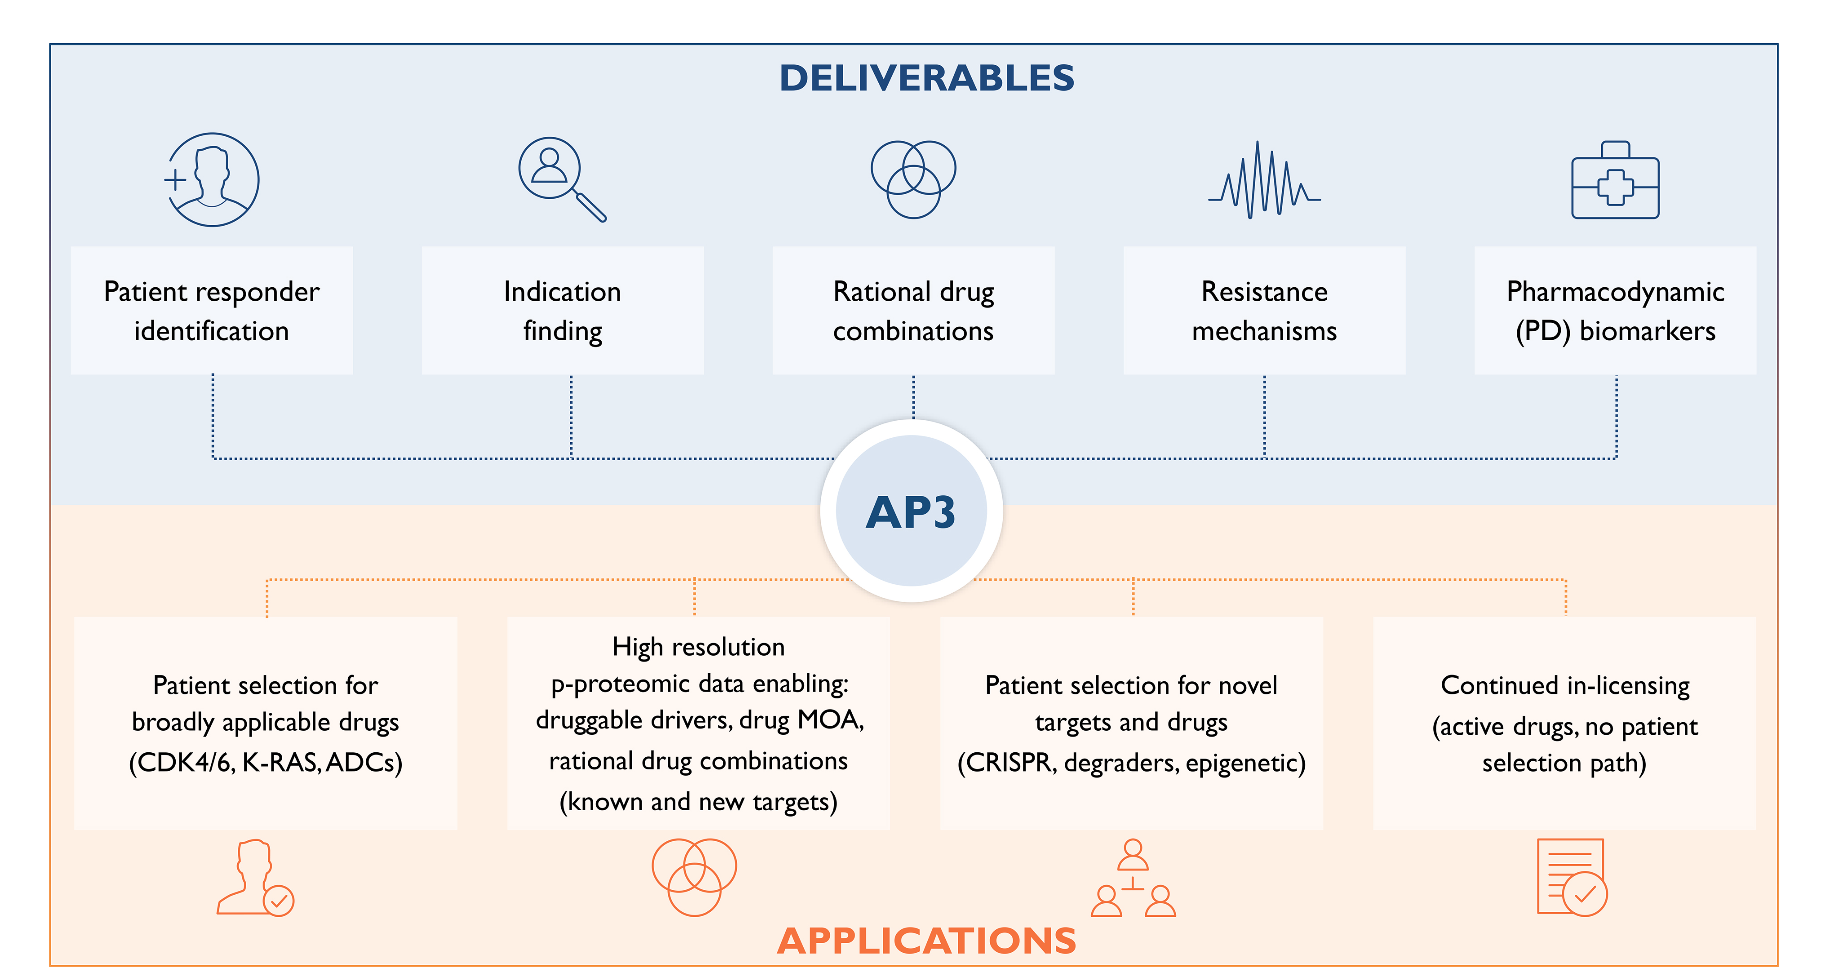 DELIVERABLES
Patient responder
identification
Indication
finding
Rational drug
combinations
Resistance
mechanisms
Pharmacodynamic
(PD) biomarkers
AP3
Patient selection for
broadly applicable drugs
(CDK4/6, K-RAS, ADCs)
High resolution
p-proteomic data enabling:
druggable drivers, drug MOA,
rational drug combinations
(known and new targets)
Patient selection for novel
targets and drugs
(CRISPR, degraders, epigenetic)
Continued in-licensing
(active drugs, no patient
selection path)
APPLICATIONS